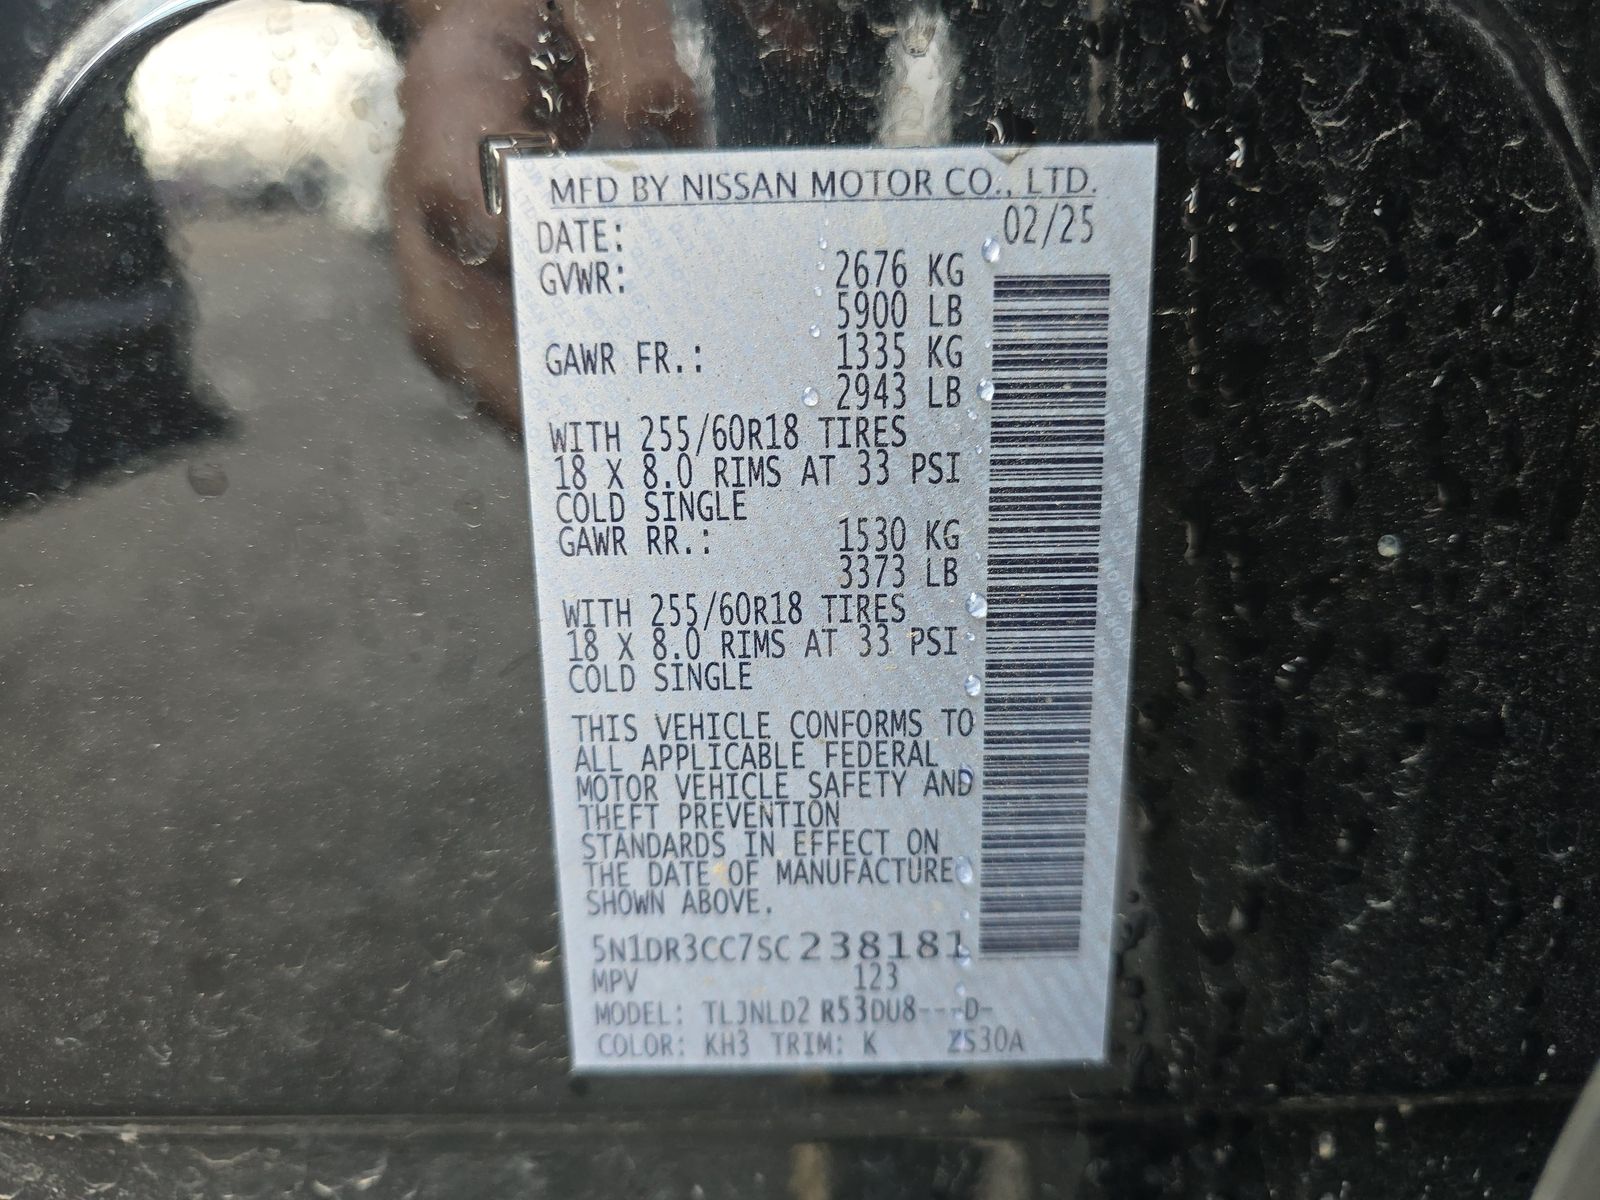 MFD BY NISSAN MOTOR CO., LTD.
DATE: 02/25
GVWR: 2676 KG
5900 LB
GAWR FR.: 1335 KG
2943 LB
WITH 255/60R18 TIRES
18 X 8.0 RIMS AT 33 PSI
COLD SINGLE
GAWR RR.: 1530 KG
3373 LB
WITH 255/60R18 TIRES
18 X 8.0 RIMS AT 33 PSI
COLD SINGLE
THIS VEHICLE CONFORMS TO
ALL APPLICABLE FEDERAL
MOTOR VEHICLE SAFETY AND
THEFT PREVENTION
STANDARDS IN EFFECT ON
THE DATE OF MANUFACTURE
SHOWN ABOVE.
5N1DR3CC7SC238181
MPV 123
MODEL: TLJNLD2 R53DU8---D-
COLOR: KH3 TRIM: K ZS30A